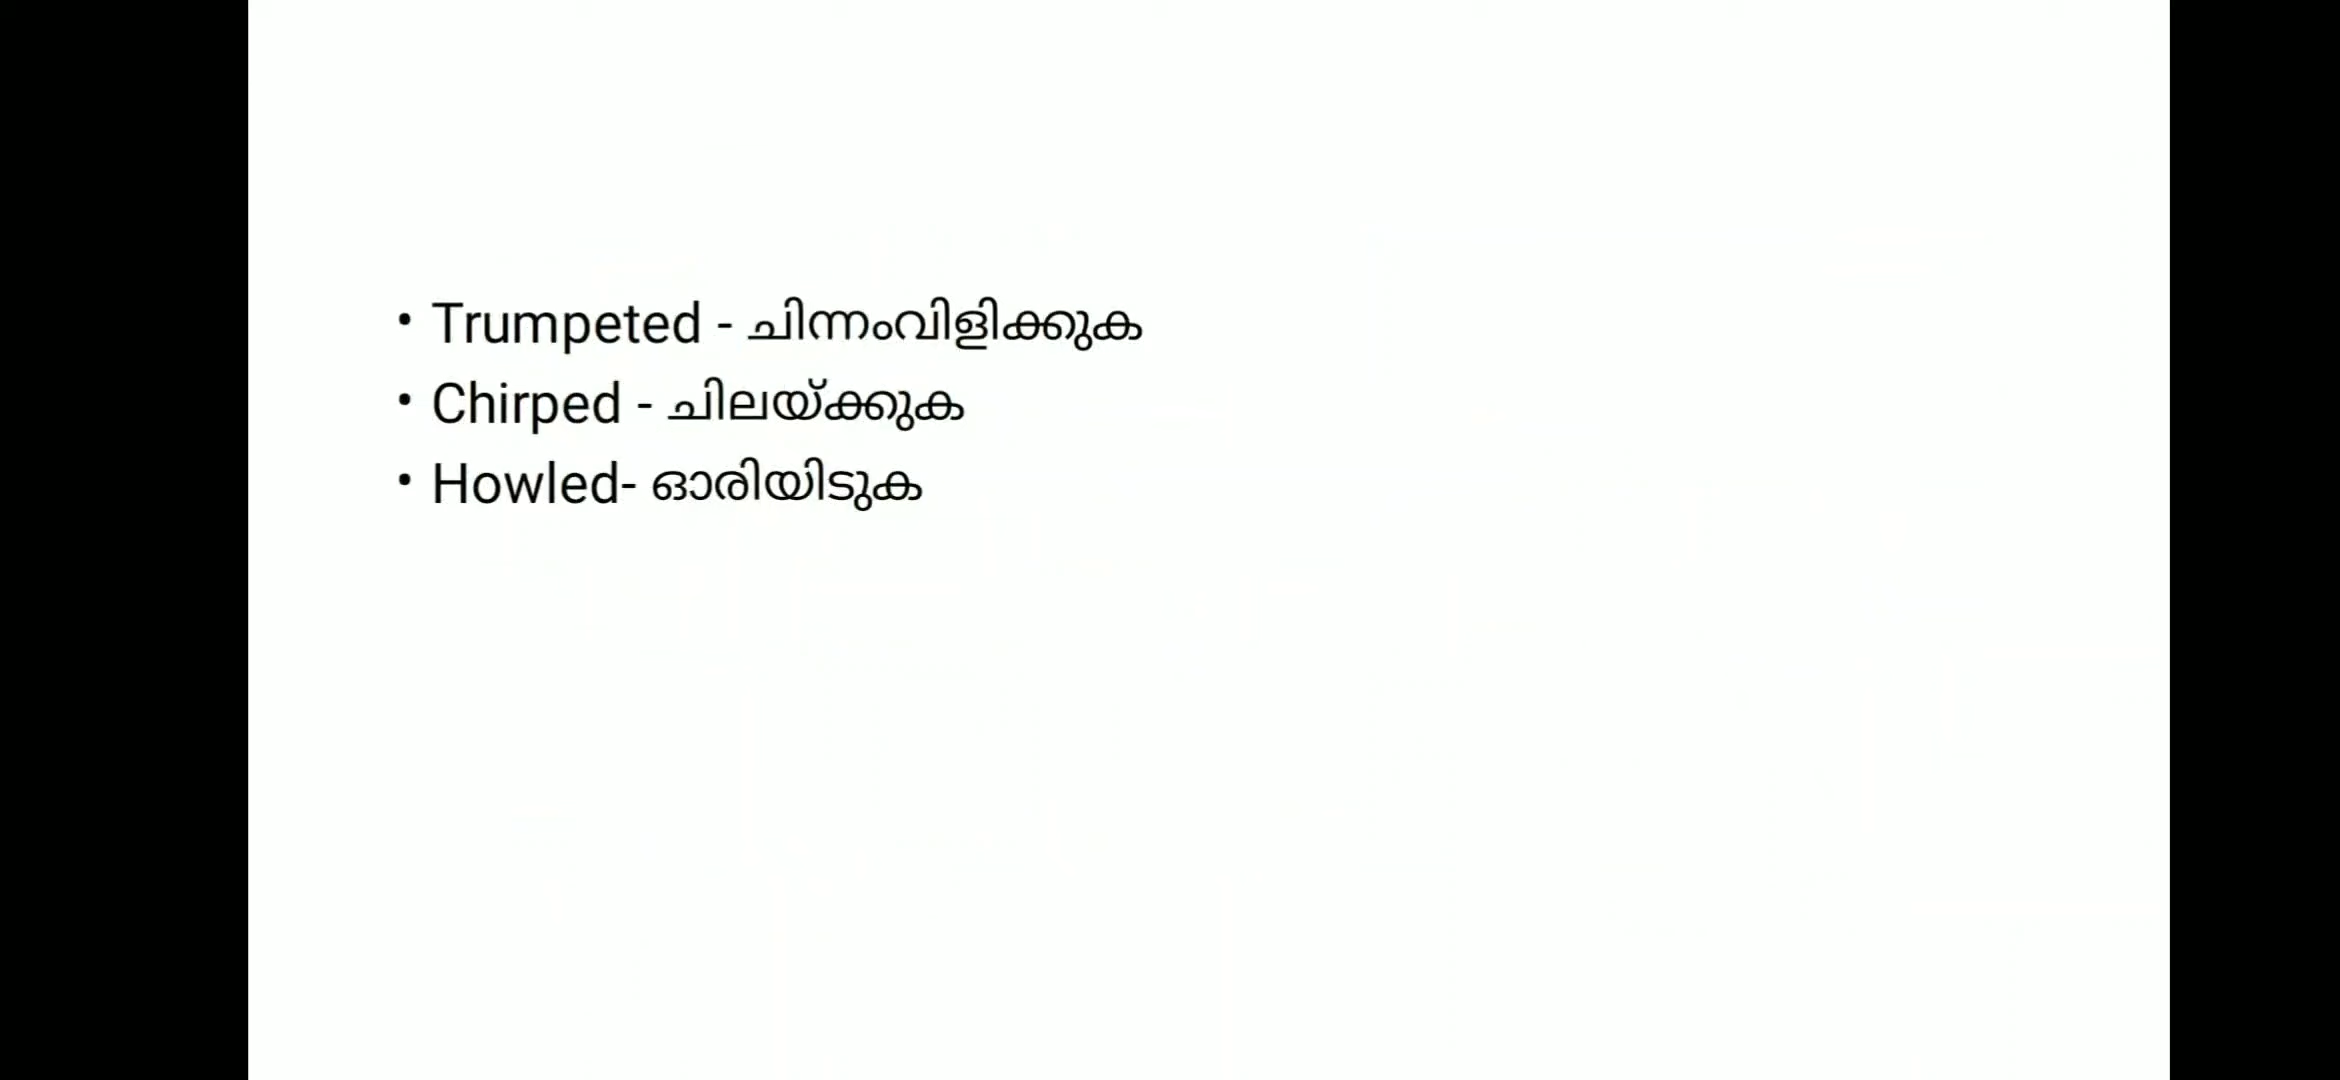 • Trumpeted - ചിന്നംവിളിക്കുക
• Chirped - ചിലയ്ക്കുക
• Howled- ഓരിയിടുക